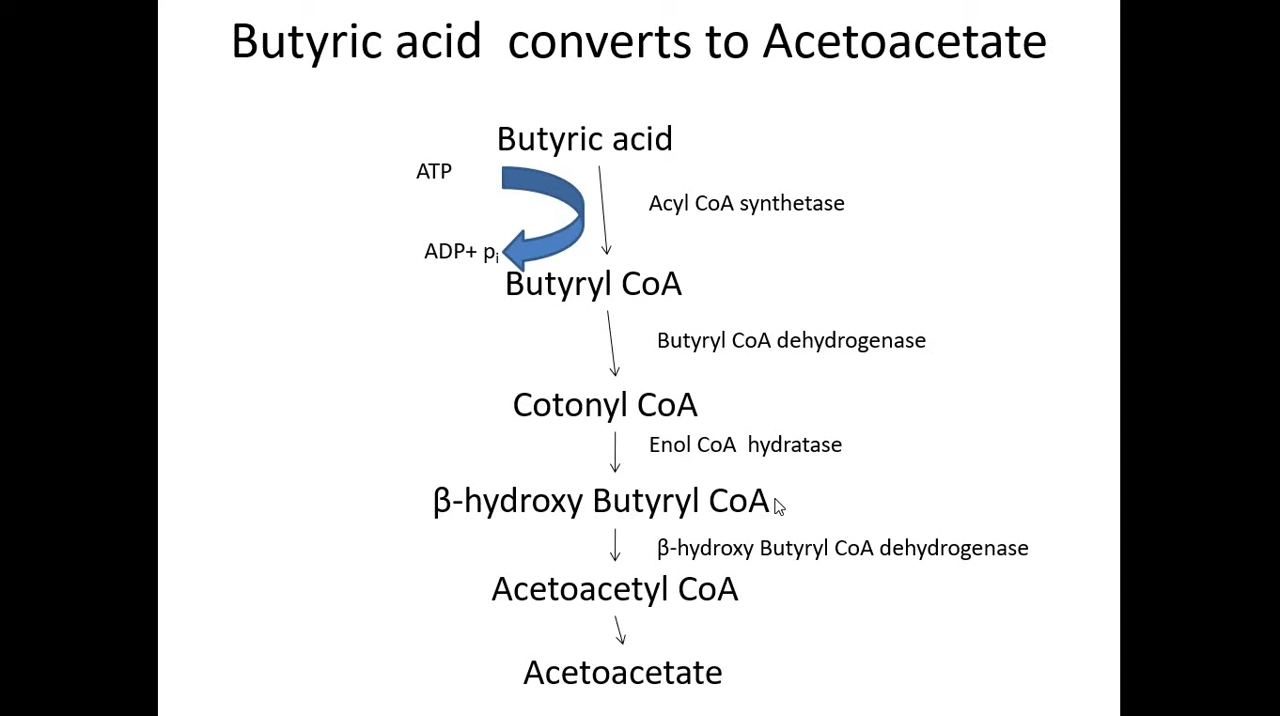 Butyric acid converts to Acetoacetate
Butyric acid
ATP
Acyl CoA synthetase
ADP+ pᵢ
Butyryl CoA
Butyryl CoA dehydrogenase
Cotonyl CoA
Enol CoA hydratase
β-hydroxy Butyryl CoA
β-hydroxy Butyryl CoA dehydrogenase
Acetoacetyl CoA
Acetoacetate